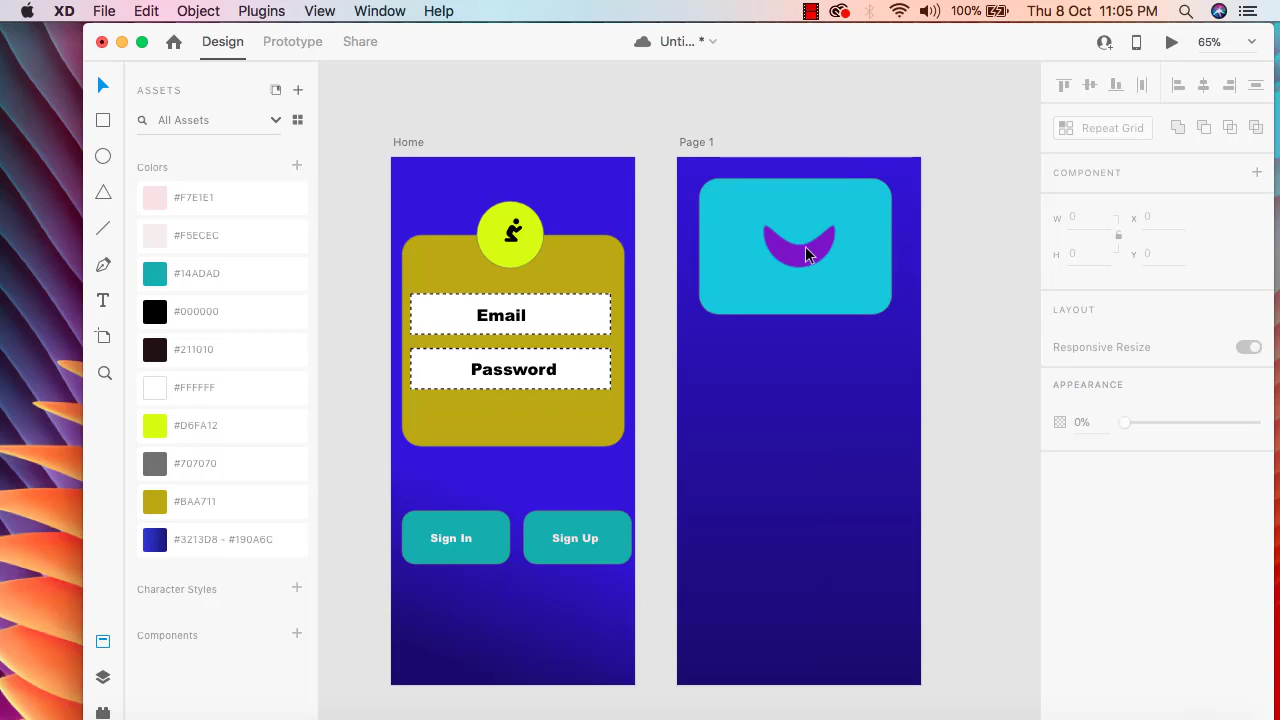 XD File Edit Object Plugins View Window Help 100% Thu 8 Oct 11:05 PM
Design Prototype Share Unti... * 65%
ASSETS
All Assets
Colors
#F7E1E1
#F5ECEC
#14ADAD
#000000
#211010
#FFFFFF
#D6FA12
#707070
#BAA711
#3213D8 - #190A6C
Character Styles
Components
Home
Email
Password
Sign In
Sign Up
Page 1
Repeat Grid
COMPONENT
W 0 X 0
H 0 Y 0
LAYOUT
Responsive Resize
APPEARANCE
0%